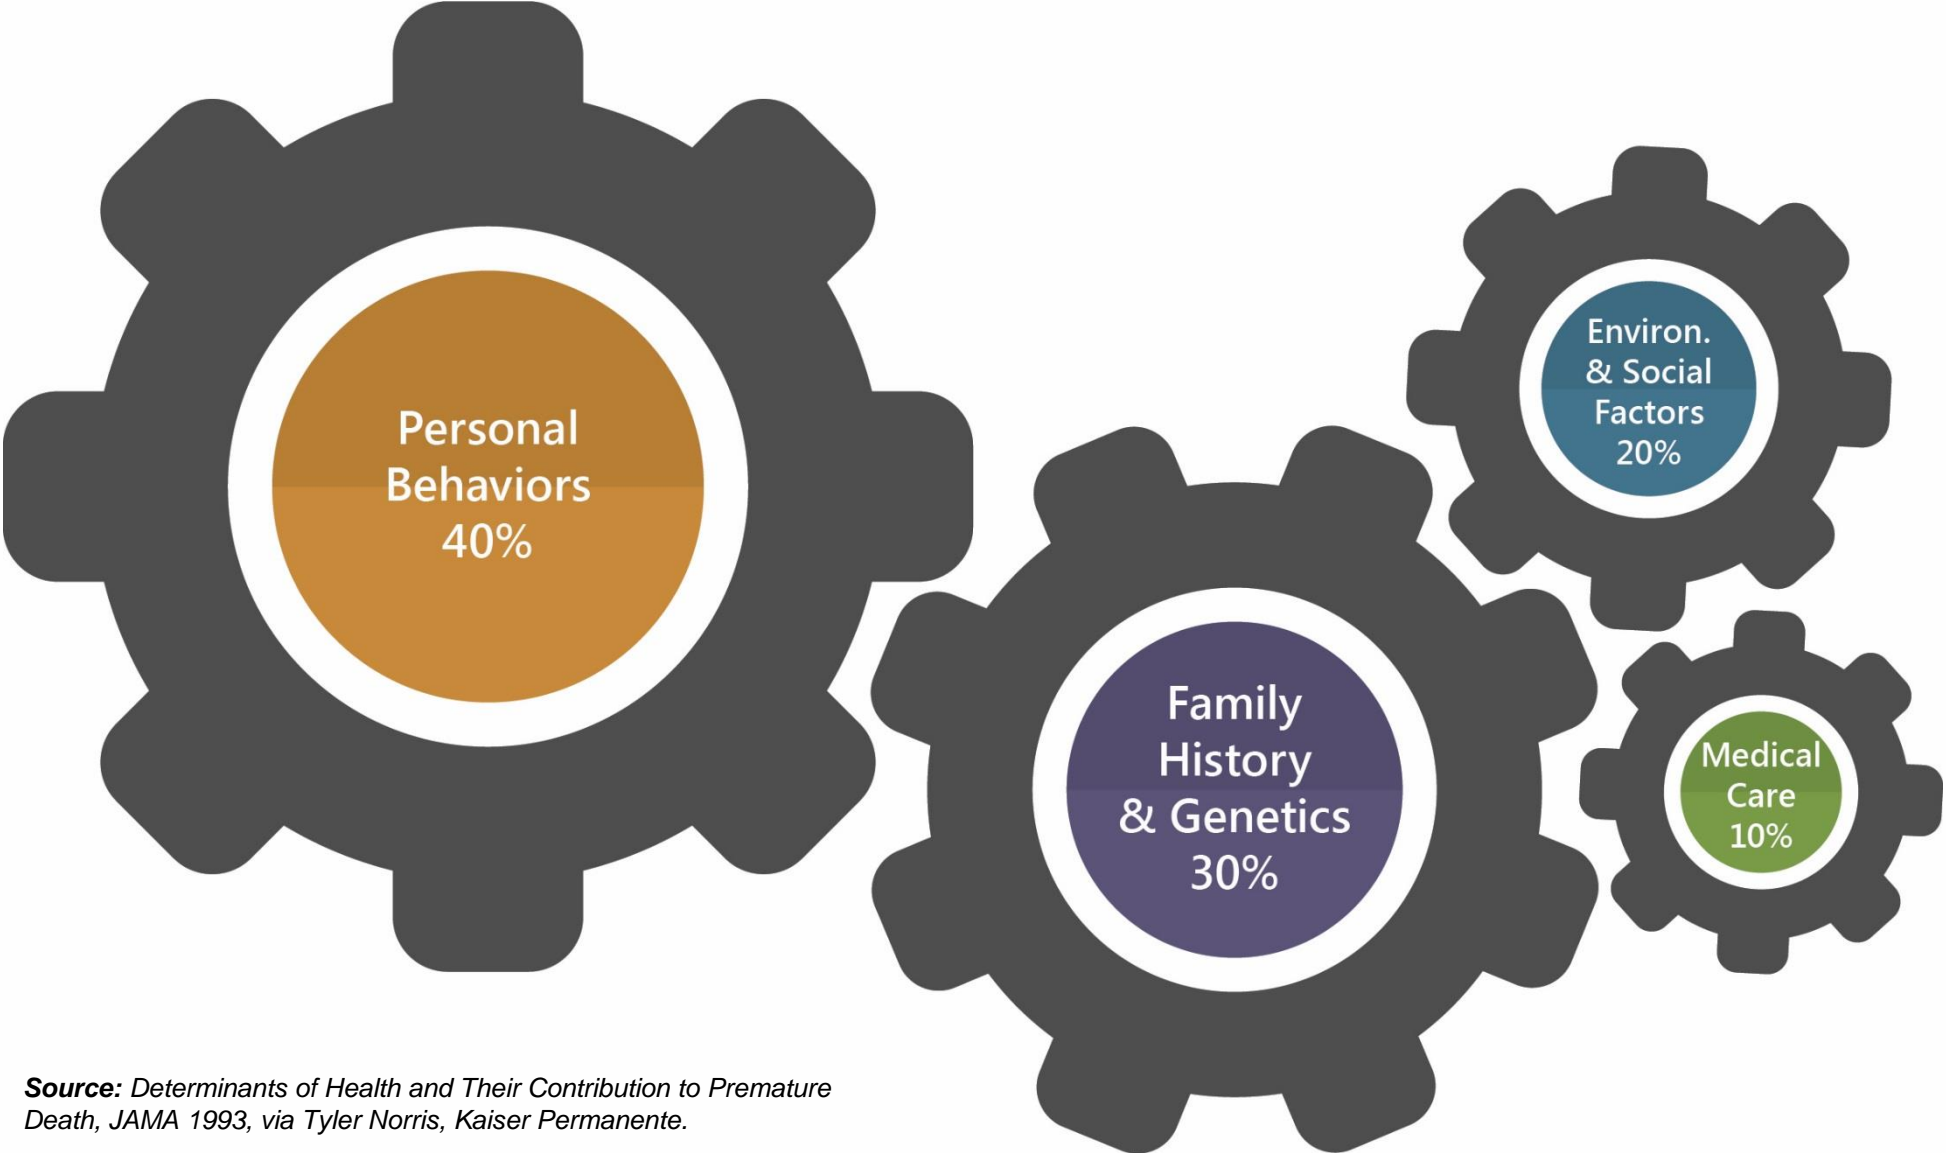 Personal
Behaviors
40%
Family
History
& Genetics
30%
Environ.
& Social
Factors
20%
Medical
Care
10%
Source: Determinants of Health and Their Contribution to Premature
Death, JAMA 1993, via Tyler Norris, Kaiser Permanente.